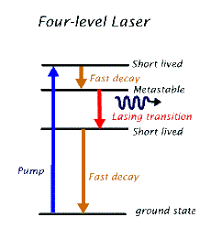 Four-level Laser
Short lived
Fast decay
Metastable
Lasing transition
Short lived
Pump
Fast decay
ground state